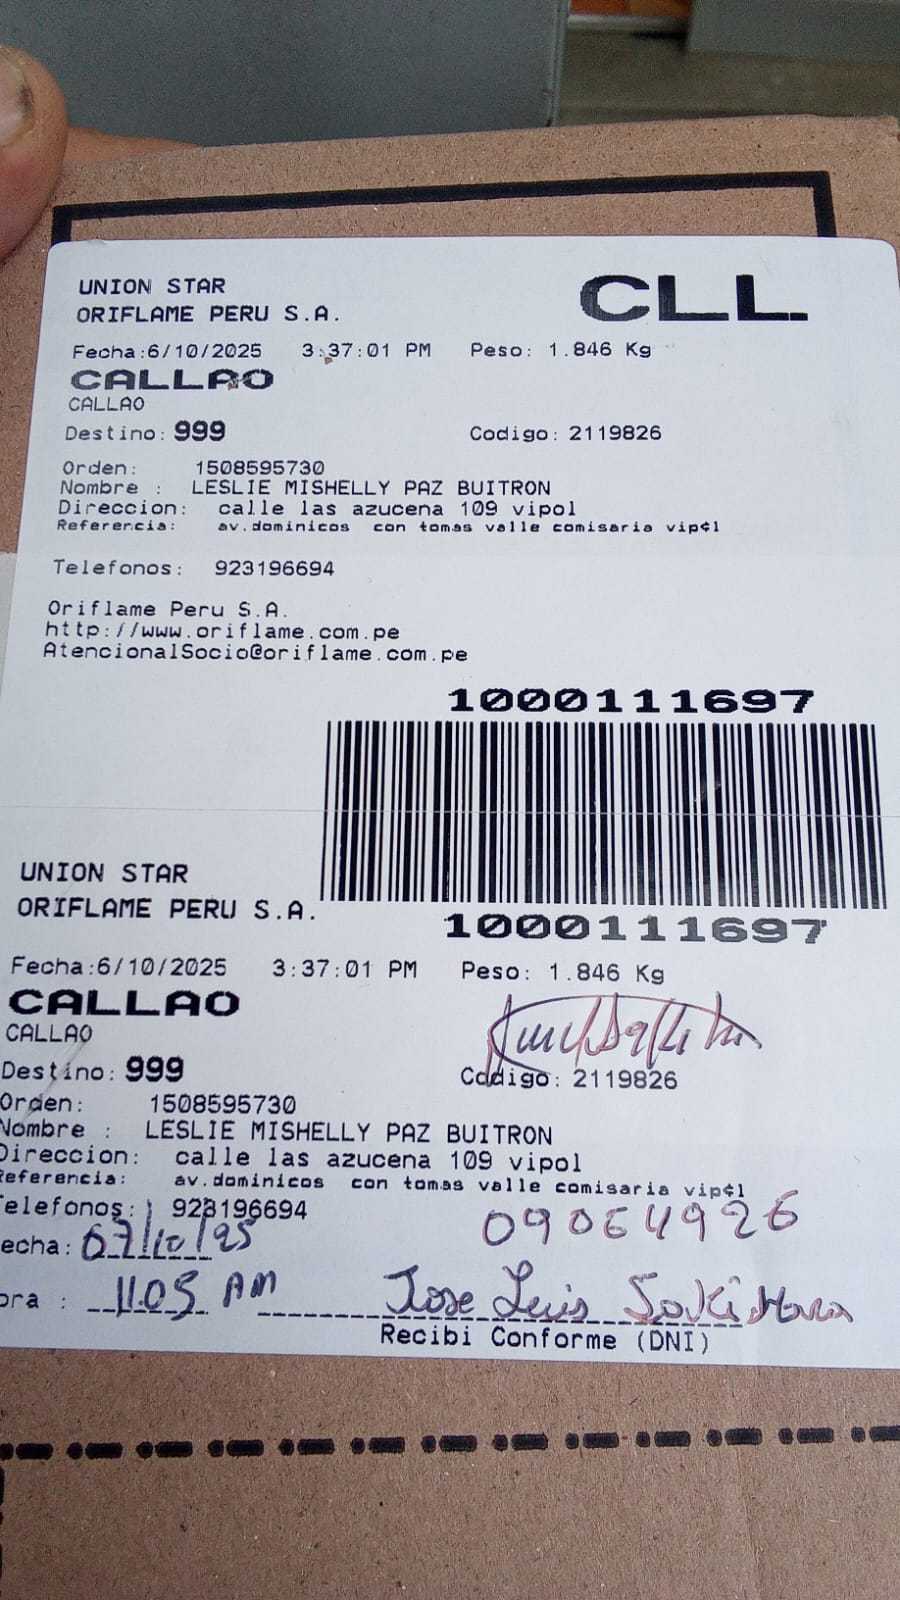 UNION STAR
CLL
ORIFLAME PERU S.A.
Fecha:6/10/2025 3:37:01 PM Peso: 1.846 Kg
CALLAO
CALLAO
Destino: 999 Codigo: 2119826
Orden: 1508595730
Nombre : LESLIE MISHELLY PAZ BUITRON
Direccion: calle las azucena 109 vipol
Referencia: av.dominicos con tomas valle comisaria vip¢l
Telefonos: 923196694
Oriflame Peru S.A.
http://www.oriflame.com.pe
AtencionalSocio@oriflame.com.pe
1000111697
1000111697
UNION STAR
ORIFLAME PERU S.A.
Fecha:6/10/2025 3:37:01 PM Peso: 1.846 Kg
CALLAO
CALLAO
Destino: 999 Codigo: 2119826
Orden: 1508595730
Nombre : LESLIE MISHELLY PAZ BUITRON
Direccion: calle las azucena 109 vipol
Referencia: av.dominicos con tomas valle comisaria vip¢l
elefonos: 923196694
09064926
echa: 07/10/25
ora : 11:05 AM Jose Luis
Recibi Conforme (DNI)